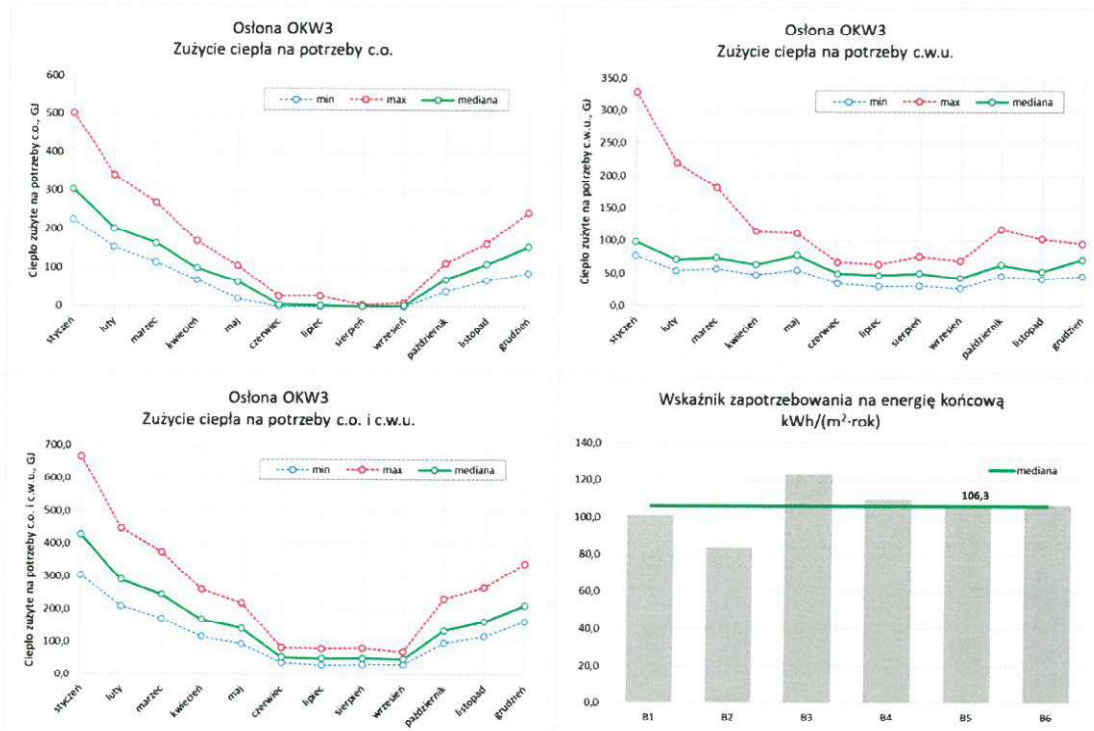 Osłona OKW3
Zużycie ciepła na potrzeby c.o.
Ciepło zużyte na potrzeby c.o., GJ
600
500
400
300
200
100
0
min
max
mediana
styczeń
luty
marzec
kwiecień
maj
czerwiec
lipiec
sierpień
wrzesień
październik
listopad
grudzień
Osłona OKW3
Zużycie ciepła na potrzeby c.w.u.
Ciepło zużyte na potrzeby c.w.u., GJ
350,0
300,0
250,0
200,0
150,0
100,0
50,0
0,0
min
max
mediana
styczeń
luty
marzec
kwiecień
maj
czerwiec
lipiec
sierpień
wrzesień
październik
listopad
grudzień
Osłona OKW3
Zużycie ciepła na potrzeby c.o. i c.w.u.
Ciepło zużyte na potrzeby c.o. i c.w.u., GJ
700,0
600,0
500,0
400,0
300,0
200,0
100,0
0,0
min
max
mediana
styczeń
luty
marzec
kwiecień
maj
czerwiec
lipiec
sierpień
wrzesień
październik
listopad
grudzień
Wskaźnik zapotrzebowania na energię końcową
kWh/(m²·rok)
140,0
120,0
100,0
80,0
60,0
40,0
20,0
0,0
mediana
106,3
B1
B2
B3
B4
B5
B6